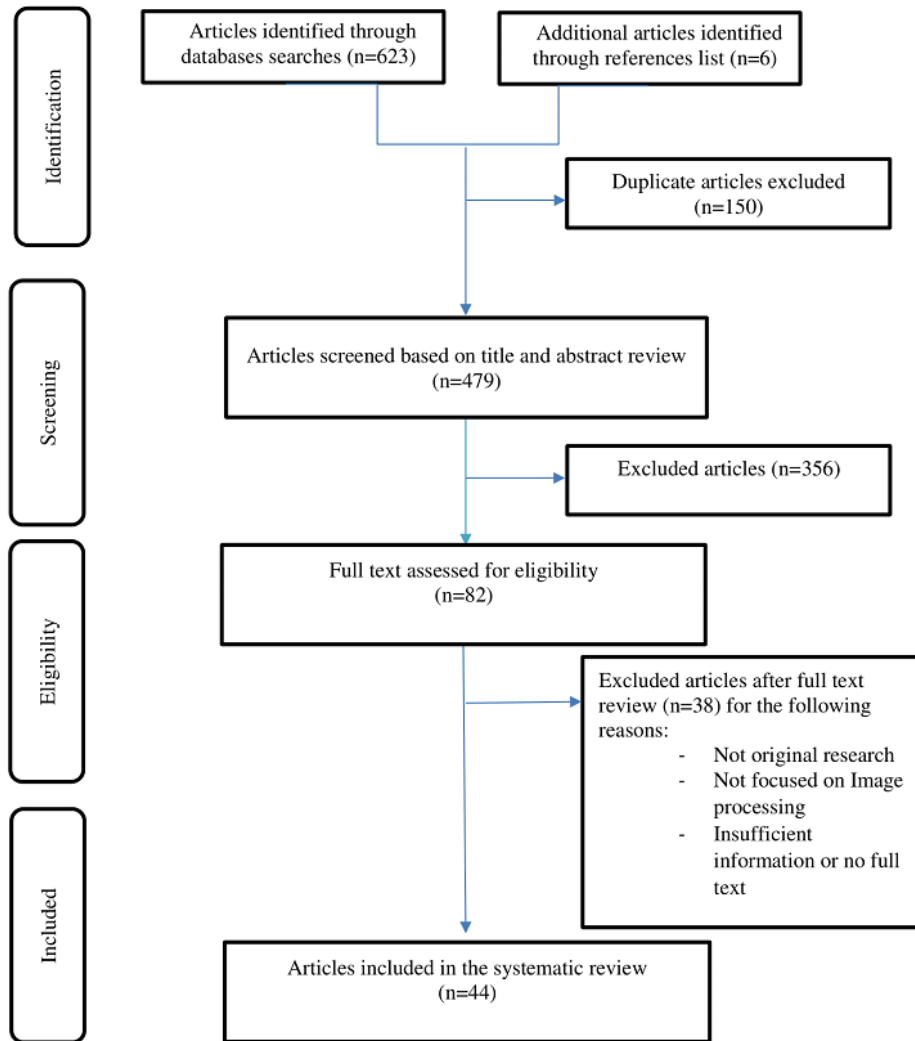 Identification
Articles identified through
databases searches (n=623)
Additional articles identified
through references list (n=6)
Duplicate articles excluded
(n=150)
Screening
Articles screened based on title and abstract review
(n=479)
Excluded articles (n=356)
Eligibility
Full text assessed for eligibility
(n=82)
Excluded articles after full text
review (n=38) for the following
reasons:
- Not original research
- Not focused on Image
processing
- Insufficient
information or no full
text
Included
Articles included in the systematic review
(n=44)